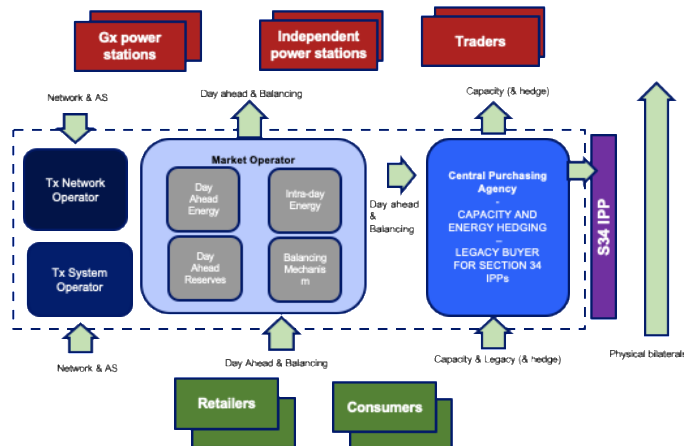 Gx power
stations
Independent
power stations
Traders
Network & AS
Day ahead & Balancing
Capacity (& hedge)
Market Operator
Tx Network
Operator
Day
Ahead
Energy
Intra-day
Energy
Day
Ahead
Reserves
Balancing
Mechanis
m
Tx System
Operator
Day ahead
&
Balancing
Central Purchasing
Agency
-
CAPACITY AND
ENERGY HEDGING
-
LEGACY BUYER
FOR SECTION 34
IPPs
S34 IPP
Network & AS
Day Ahead & Balancing
Capacity & Legacy (& hedge)
Physical bilaterals
Retailers
Consumers